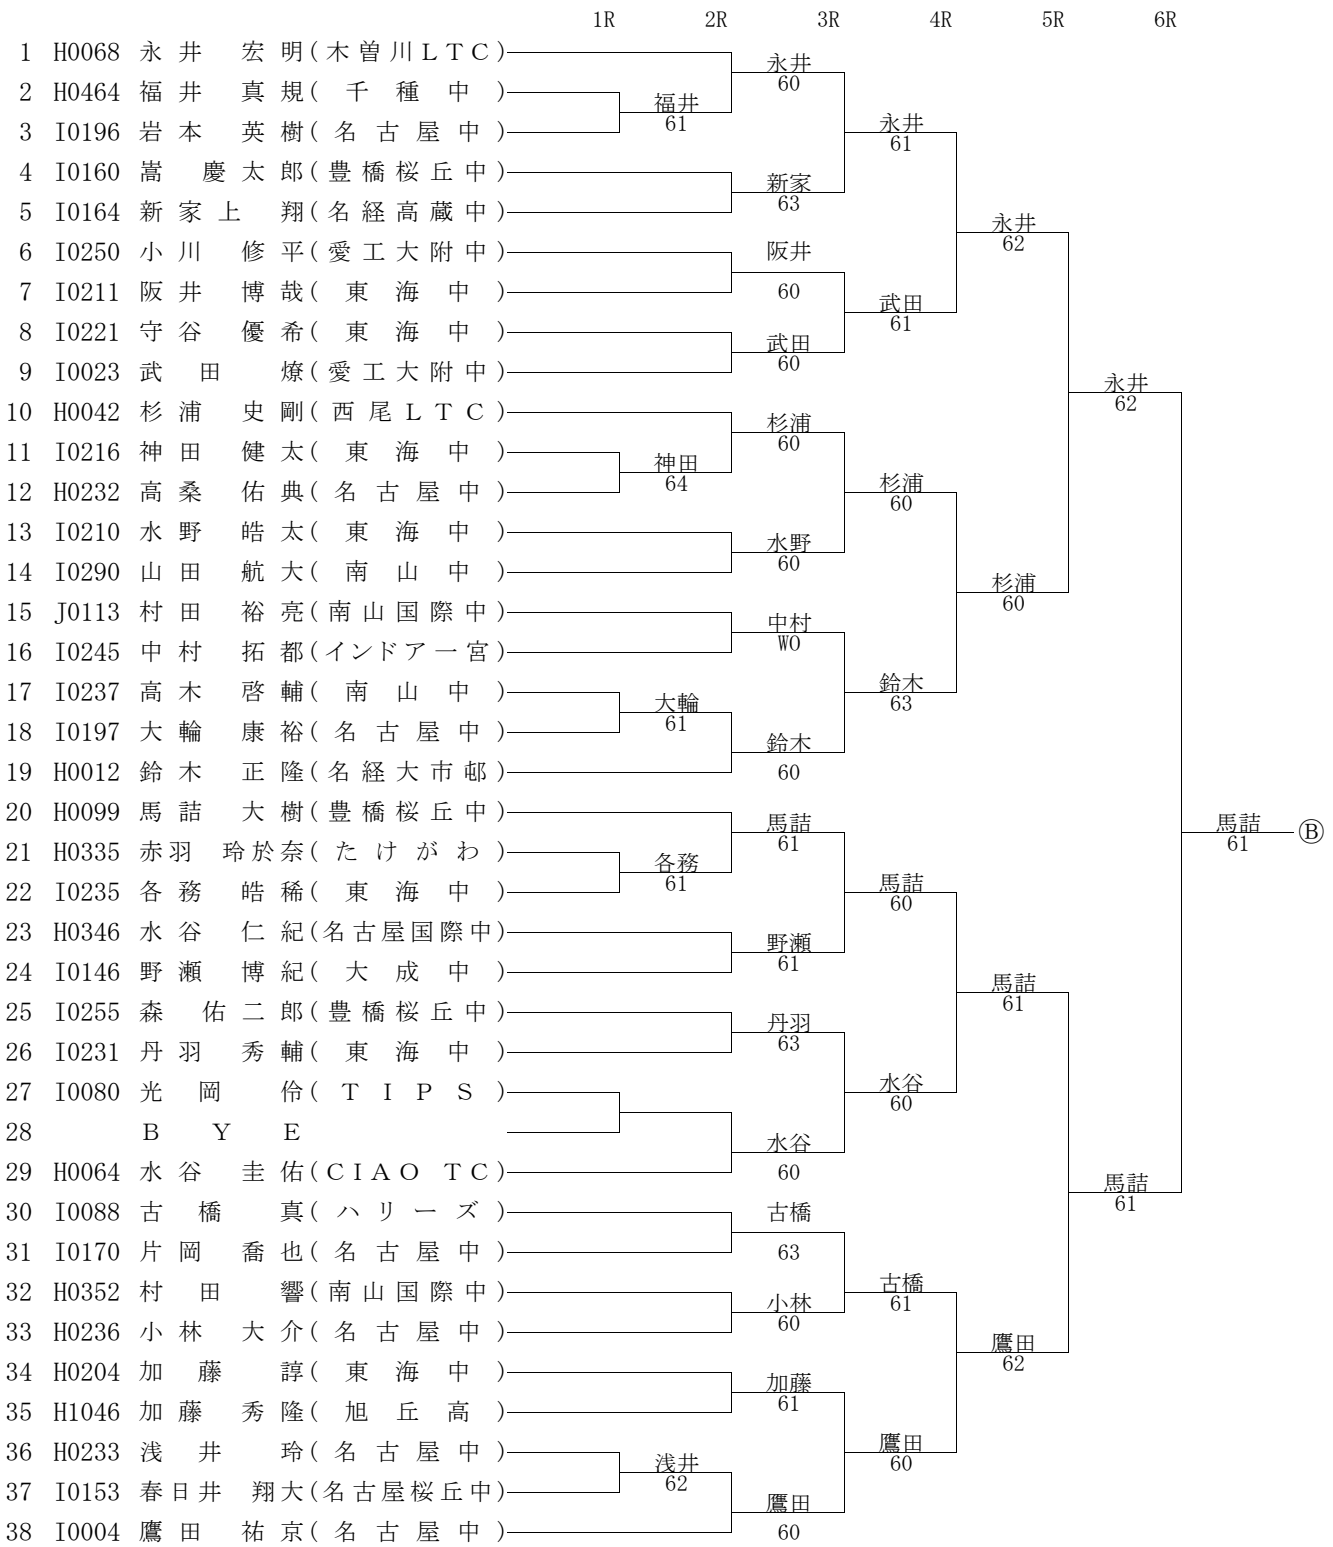 1R 2R 3R 4R 5R 6R
1 H0068 永井 宏明(木曽川LTC)
永井
60
2 H0464 福井 真規(千種中)
福井
61
3 I0196 岩本 英樹(名古屋中)
永井
61
4 I0160 嵩 慶太郎(豊橋桜丘中)
新家
63
5 I0164 新家上 翔(名経高蔵中)
永井
62
6 I0250 小川 修平(愛工大附中)
阪井
60
7 I0211 阪井 博哉(東海中)
武田
61
8 I0221 守谷 優希(東海中)
武田
60
9 I0023 武田 燎(愛工大附中)
永井
62
10 H0042 杉浦 史剛(西尾LTC)
杉浦
60
11 I0216 神田 健太(東海中)
神田
64
12 H0232 高桑 佑典(名古屋中)
杉浦
60
13 I0210 水野 皓太(東海中)
水野
60
14 I0290 山田 航大(南山中)
杉浦
60
15 J0113 村田 裕亮(南山国際中)
中村
WO
16 I0245 中村 拓都(インドア一宮)
17 I0237 高木 啓輔(南山中)
鈴木
63
大輪
61
18 I0197 大輪 康裕(名古屋中)
鈴木
60
19 H0012 鈴木 正隆(名経大市邨)
20 H0099 馬詰 大樹(豊橋桜丘中)
馬詰
61
馬詰
61
Ⓑ
21 H0335 赤羽 玲於奈(たけがわ)
各務
61
22 I0235 各務 皓稀(東海中)
馬詰
60
23 H0346 水谷 仁紀(名古屋国際中)
野瀬
61
24 I0146 野瀬 博紀(大成中)
馬詰
61
25 I0255 森 佑二郎(豊橋桜丘中)
丹羽
63
26 I0231 丹羽 秀輔(東海中)
27 I0080 光岡 伶(TIPS)
水谷
60
28 BYE
水谷
60
29 H0064 水谷 圭佑(CIAO TC)
馬詰
61
30 I0088 古橋 真(ハリーズ)
古橋
63
31 I0170 片岡 喬也(名古屋中)
32 H0352 村田 響(南山国際中)
古橋
61
小林
60
33 H0236 小林 大介(名古屋中)
鷹田
62
34 H0204 加藤 諄(東海中)
加藤
61
35 H1046 加藤 秀隆(旭丘高)
36 H0233 浅井 玲(名古屋中)
鷹田
60
浅井
62
37 I0153 春日井 翔大(名古屋桜丘中)
鷹田
60
38 I0004 鷹田 祐京(名古屋中)